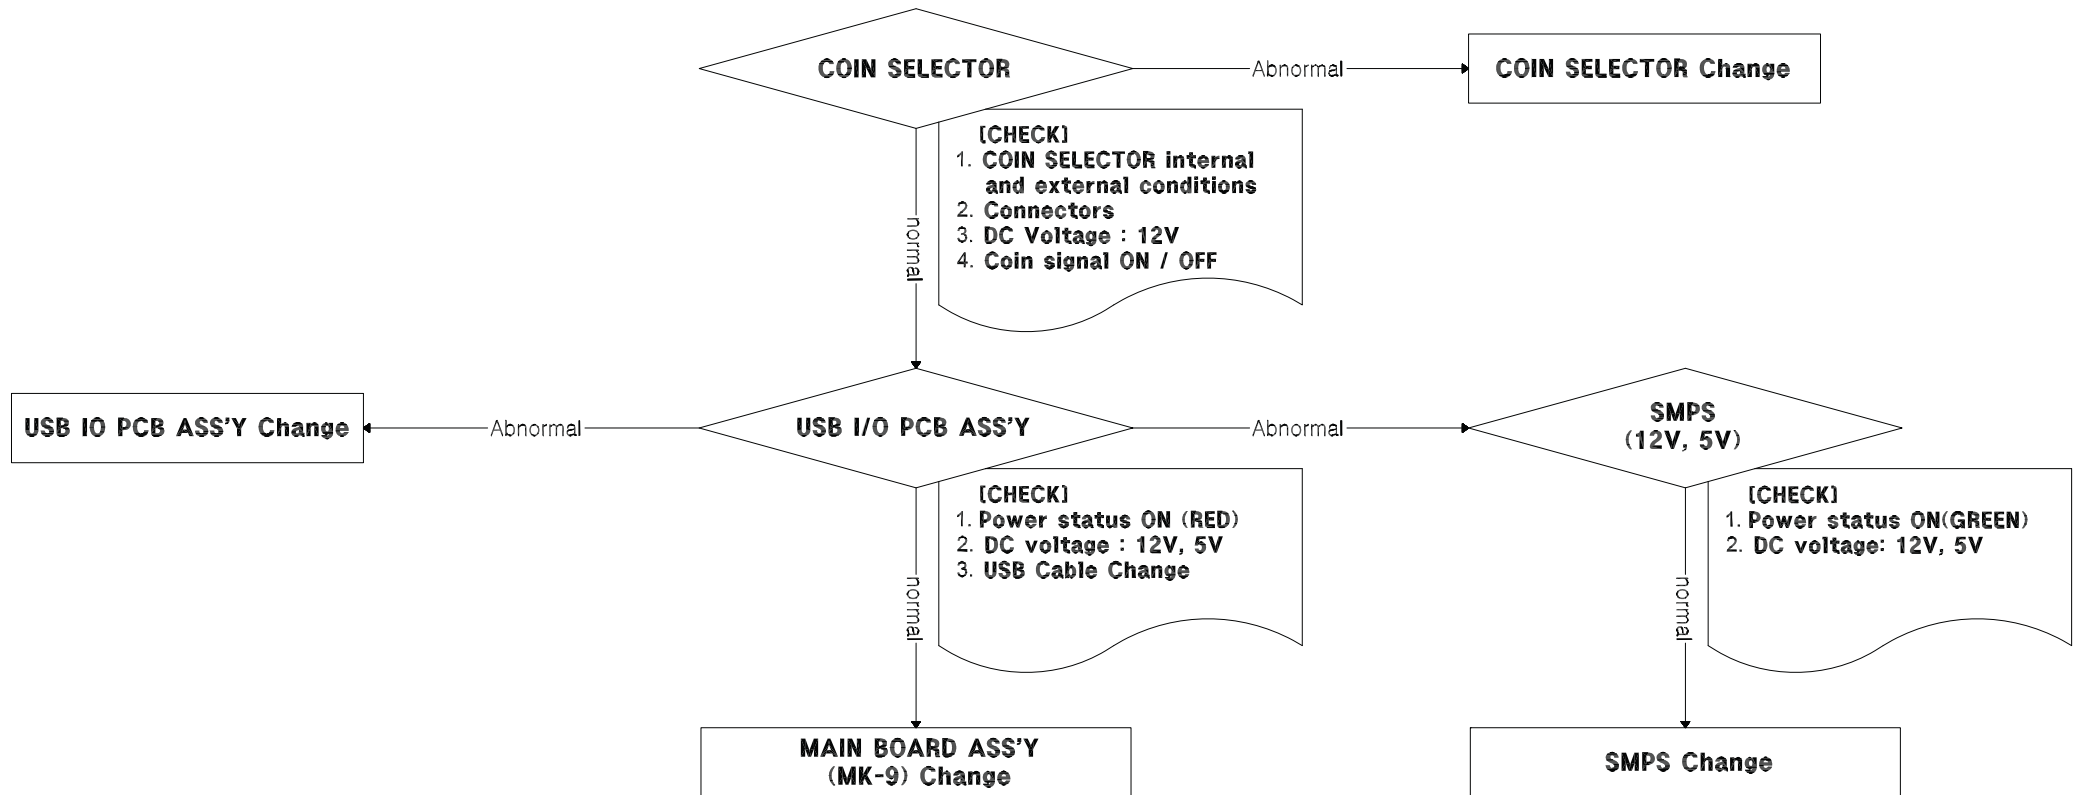 COIN SELECTOR
Abnormal
COIN SELECTOR Change
[CHECK]
1. COIN SELECTOR internal
and external conditions
2. Connectors
3. DC Voltage : 12V
4. Coin signal ON / OFF
normal
USB IO PCB ASS'Y Change
Abnormal
USB I/O PCB ASS'Y
Abnormal
SMPS
(12V, 5V)
[CHECK]
1. Power status ON (RED)
2. DC voltage : 12V, 5V
3. USB Cable Change
normal
[CHECK]
1. Power status ON(GREEN)
2. DC voltage: 12V, 5V
normal
MAIN BOARD ASS'Y
(MK-9) Change
SMPS Change